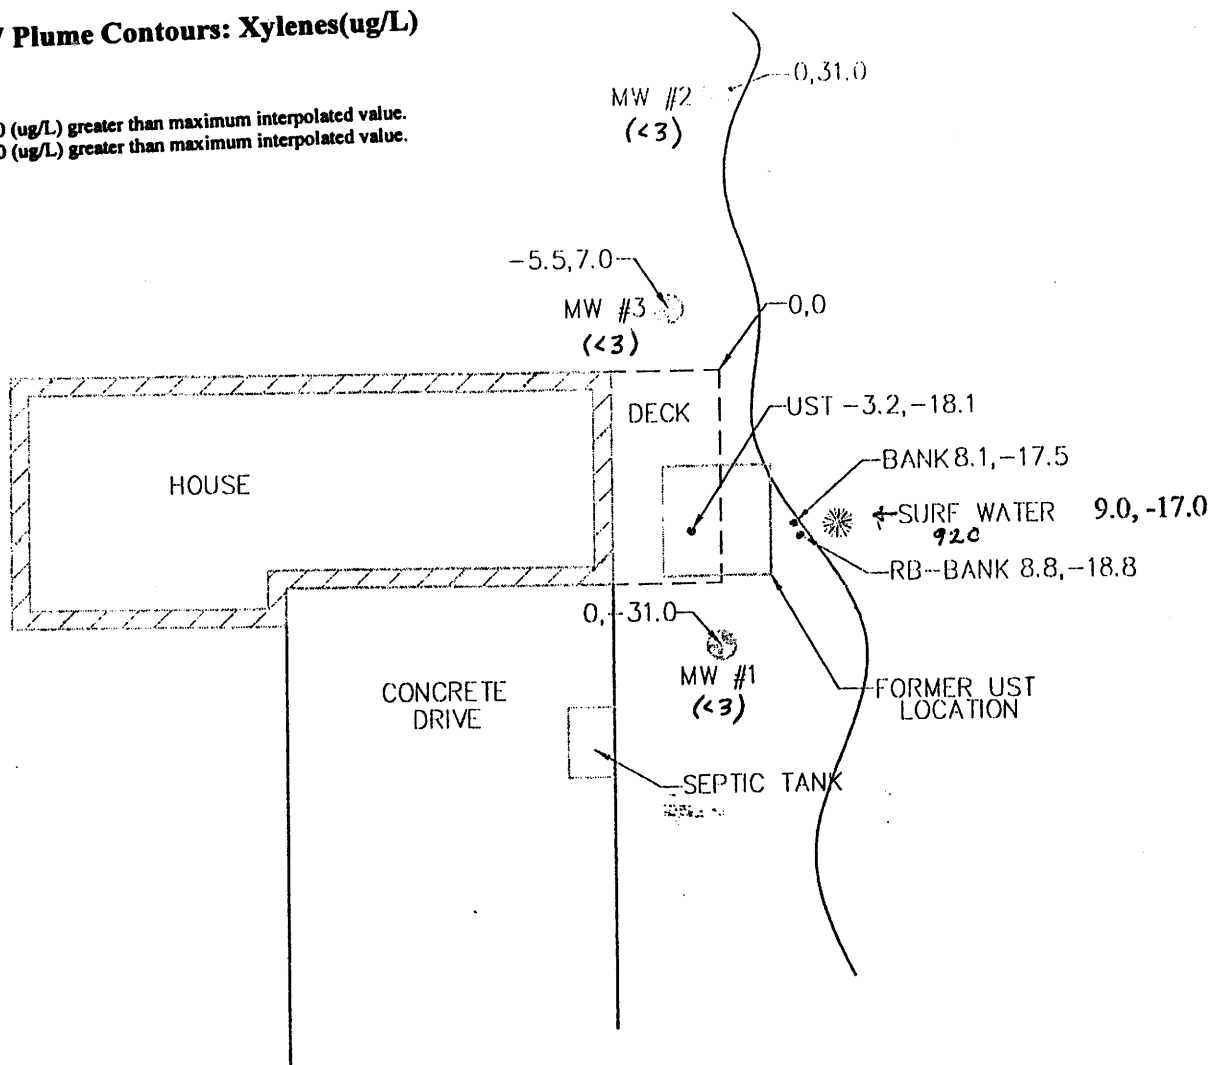 Plume Contours: Xylenes(ug/L)
0 (ug/L) greater than maximum interpolated value.
0 (ug/L) greater than maximum interpolated value.
0,31.0
MW #2
(<3)
-5.5,7.0
MW #3
(<3)
0,0
DECK
UST -3.2,-18.1
BANK 8.1,-17.5
HOUSE
SURF WATER 9.0, -17.0
920
RB-BANK 8.8,-18.8
0,-31.0
MW #1
(<3)
CONCRETE
DRIVE
FORMER UST
LOCATION
SEPTIC TANK